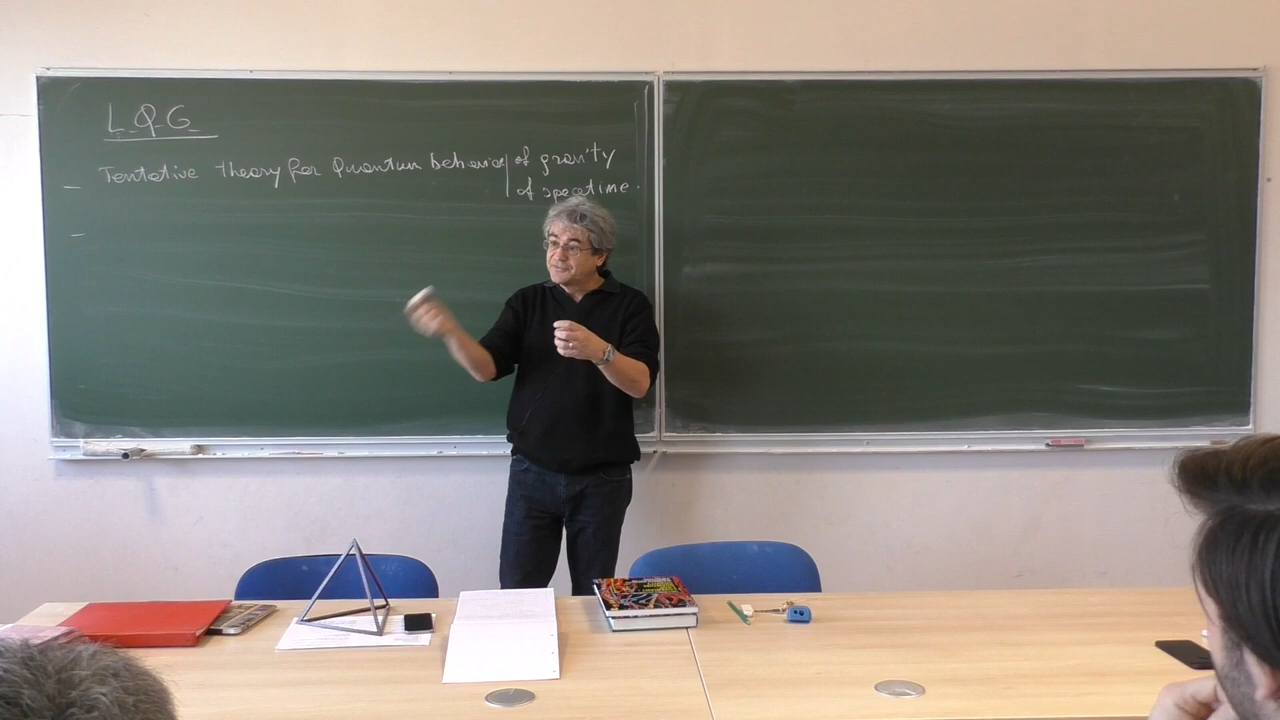 L.Q.G.
- Tentative theory for Quantum behavior of gravity
of spacetime.
-